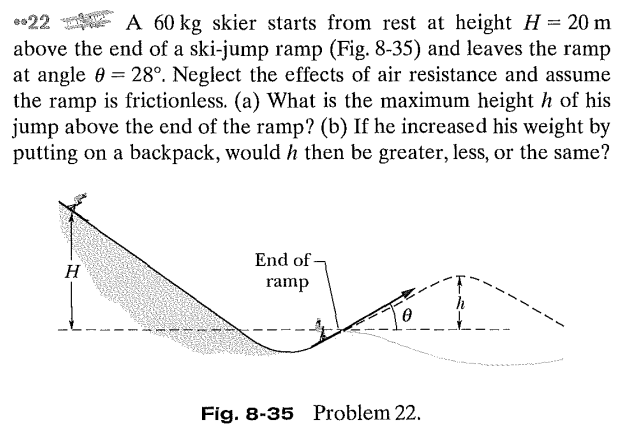 ••22 A 60 kg skier starts from rest at height H = 20 m
above the end of a ski-jump ramp (Fig. 8-35) and leaves the ramp
at angle θ = 28°. Neglect the effects of air resistance and assume
the ramp is frictionless. (a) What is the maximum height h of his
jump above the end of the ramp? (b) If he increased his weight by
putting on a backpack, would h then be greater, less, or the same?
End of
ramp
H
θ
h
Fig. 8-35 Problem 22.